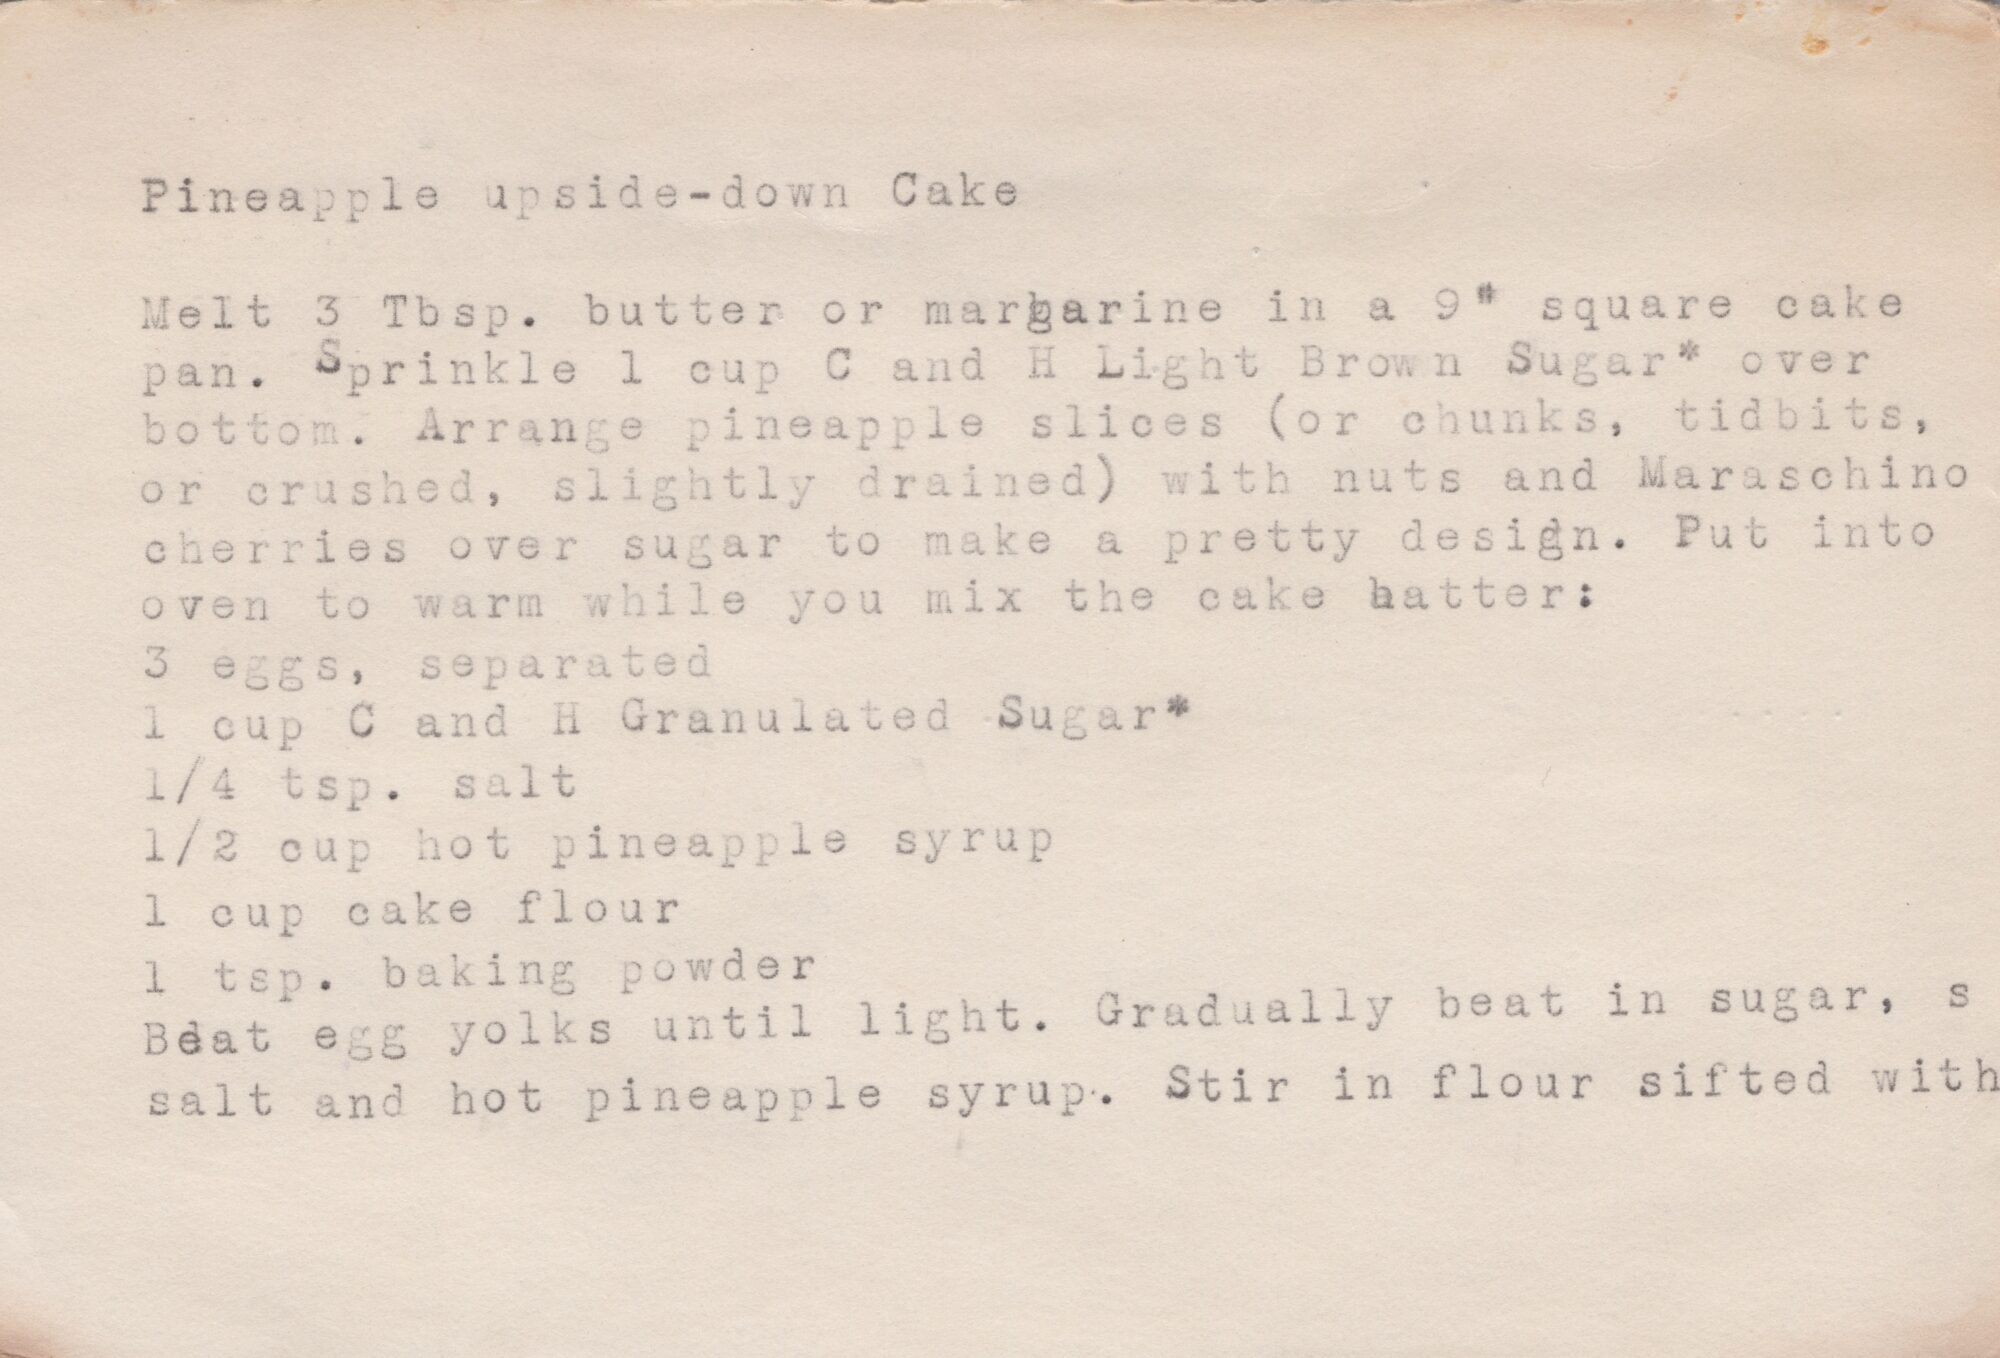 Pineapple upside-down Cake
Melt 3 Tbsp. butter or margarine in a 9" square cake
pan. Sprinkle 1 cup C and H Light Brown Sugar* over
bottom. Arrange pineapple slices (or chunks, tidbits,
or crushed, slightly drained) with nuts and Maraschino
cherries over sugar to make a pretty design. Put into
oven to warm while you mix the cake batter:
3 eggs, separated
1 cup C and H Granulated Sugar*
1/4 tsp. salt
1/2 cup hot pineapple syrup
1 cup cake flour
1 tsp. baking powder
Beat egg yolks until light. Gradually beat in sugar, s
salt and hot pineapple syrup. Stir in flour sifted with